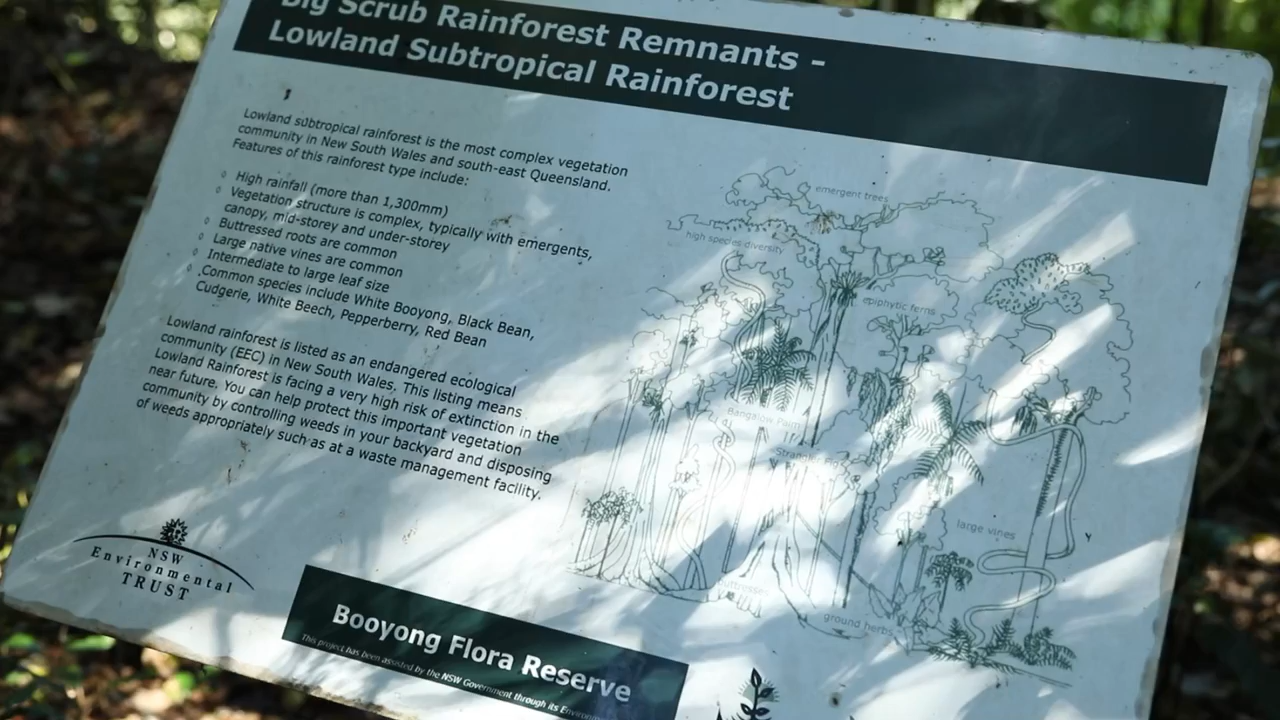 Big Scrub Rainforest Remnants -
Lowland Subtropical Rainforest
Lowland subtropical rainforest is the most complex vegetation
community in New South Wales and south-east Queensland.
Features of this rainforest type include:
◊ High rainfall (more than 1,300mm)
◊ Vegetation structure is complex, typically with emergents,
canopy, mid-storey and under-storey
◊ Buttressed roots are common
◊ Large native vines are common
◊ Intermediate to large leaf size
◊ Common species include White Booyong, Black Bean,
Cudgerie, White Beech, Pepperberry, Red Bean
Lowland rainforest is listed as an endangered ecological
community (EEC) in New South Wales. This listing means
Lowland Rainforest is facing a very high risk of extinction in the
near future. You can help protect this important vegetation
community by controlling weeds in your backyard and disposing
of weeds appropriately such as at a waste management facility.
emergent trees
high species diversity
epiphytic ferns
Bangalow Palm
large vines
ground herbs
NSW
Environmental
TRUST
Booyong Flora Reserve
This project has been assisted by the NSW Government through its